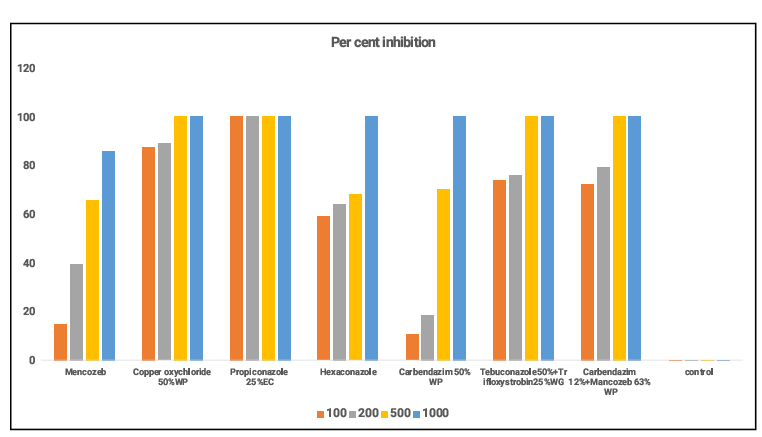 Per cent inhibition
120
100
80
60
40
20
0
Mencozeb
Copper oxychloride
50%WP
Propiconazole
25%EC
Hexaconazole
Carbendazim 50%
WP
Tebuconazole50%+Tr
ifloxystrobin25%WG
Carbendazim
12%+Mancozeb 63%
WP
control
100 200 500 1000